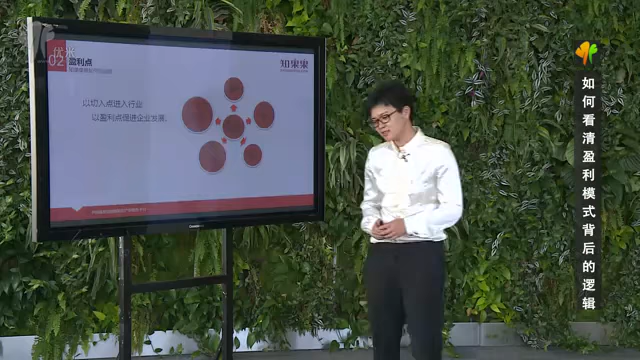 优米
02
盈利点
知果果
以切入点进入行业
以盈利点促进企业发展。
如何看清盈利模式背后的逻辑